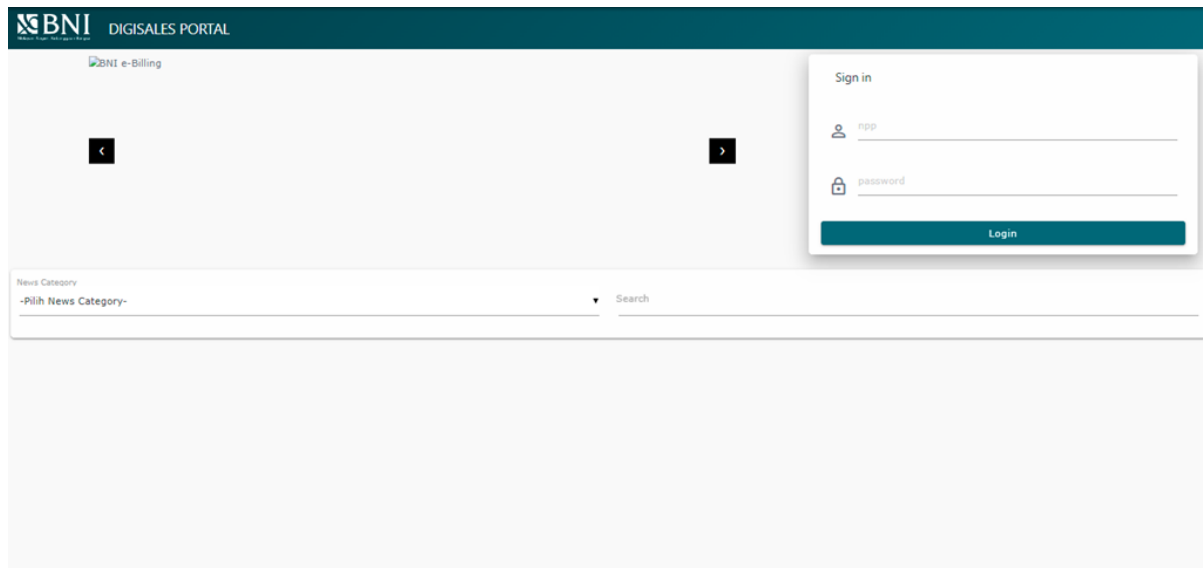 BNI DIGISALES PORTAL
BNI e-Billing
Sign in
npp
password
Login
News Category
-Pilih News Category-
Search